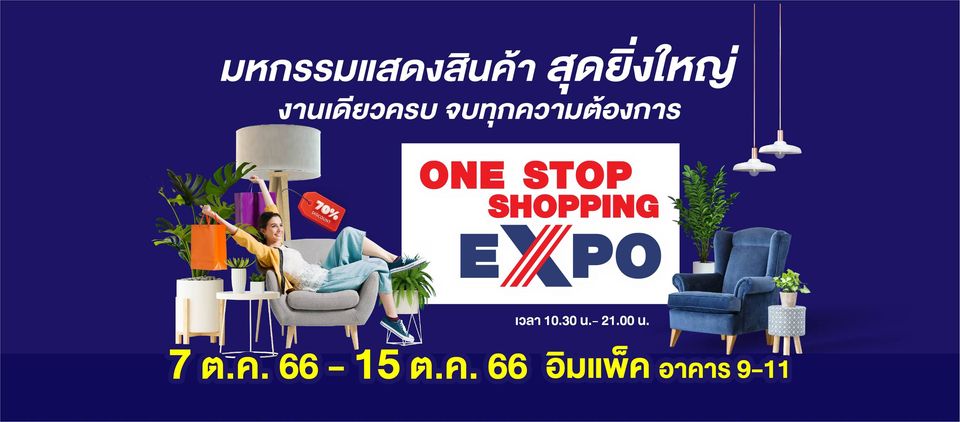 มหกรรมแสดงสินค้า สุดยิ่งใหญ่
งานเดียวครบ จบทุกความต้องการ
70%
DISCOUNT
ONE STOP
SHOPPING
EXPO
เวลา 10.30 น.- 21.00 น.
7 ต.ค. 66 - 15 ต.ค. 66 อิมแพ็ค อาคาร 9-11